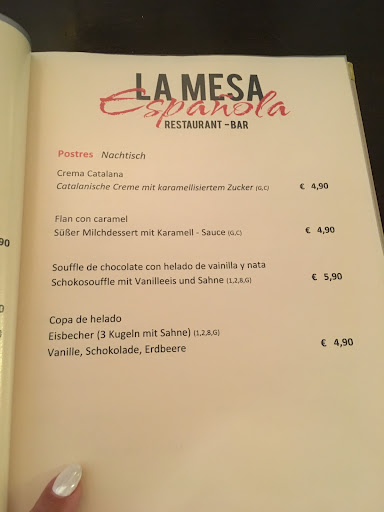 LA MESA
Española
RESTAURANT-BAR
Postres Nachtisch
Crema Catalana
Catalanische Creme mit karamellisiertem Zucker (G,C) € 4,90
Flan con caramel
Süßer Milchdessert mit Karamell - Sauce (G,C) € 4,90
Souffle de chocolate con helado de vainilla y nata
Schokosouffle mit Vanilleeis und Sahne (1,2,8,G) € 5,90
Copa de helado
Eisbecher (3 Kugeln mit Sahne) (1,2,8,G)
Vanille, Schokolade, Erdbeere € 4,90
90
0